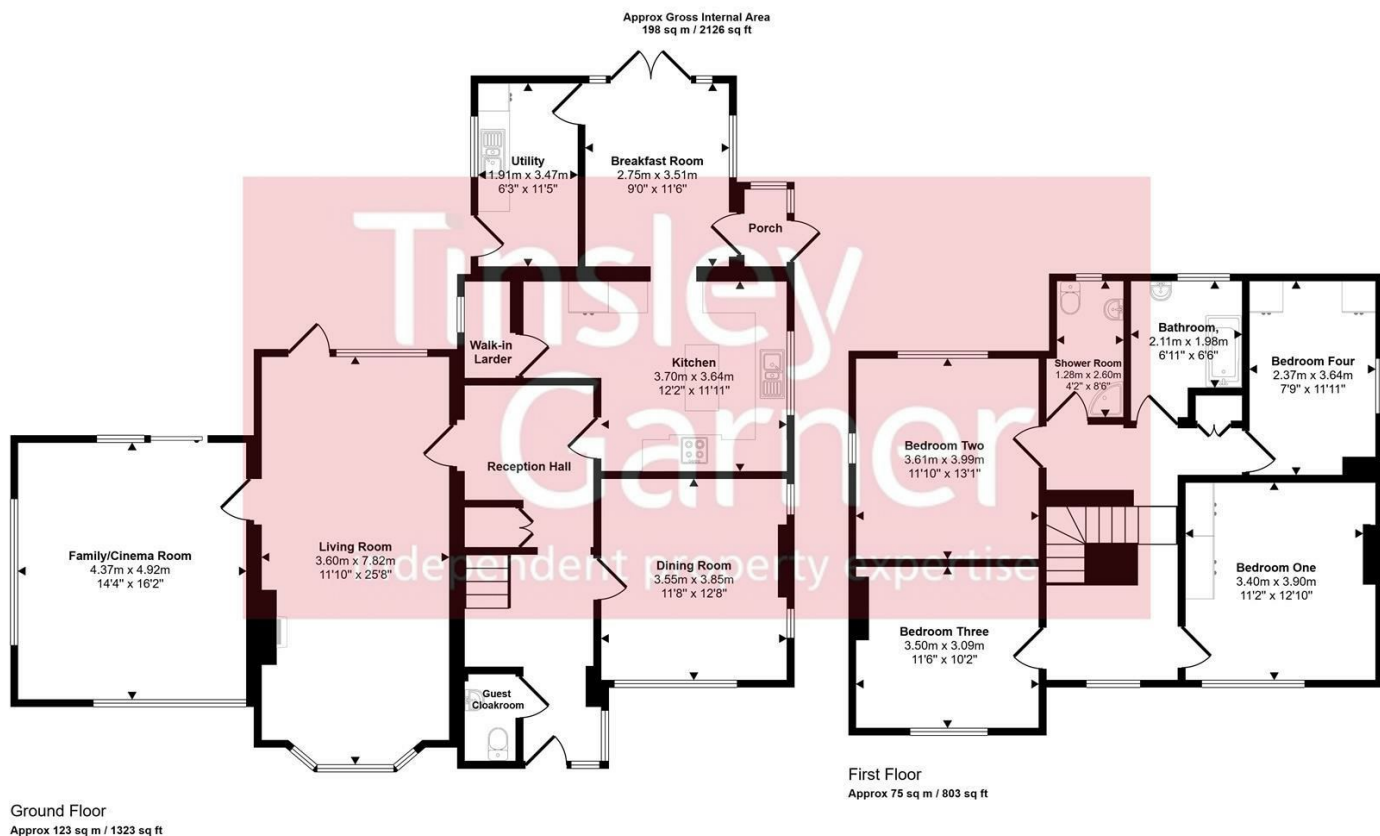 Approx Gross Internal Area
198 sq m / 2126 sq ft
Utility
1.91m x 3.47m
6'3" x 11'5"
Breakfast Room
2.75m x 3.51m
9'0" x 11'6"
Porch
Walk-in
Larder
Kitchen
3.70m x 3.64m
12'2" x 11'11"
Reception Hall
Family/Cinema Room
4.37m x 4.92m
14'4" x 16'2"
Living Room
3.60m x 7.82m
11'10" x 25'8"
Dining Room
3.55m x 3.85m
11'8" x 12'8"
Guest
Cloakroom
Ground Floor
Approx 123 sq m / 1323 sq ft
Shower Room
1.28m x 2.60m
4'2" x 8'6"
Bathroom,
2.11m x 1.98m
6'11" x 6'6"
Bedroom Four
2.37m x 3.64m
7'9" x 11'11"
Bedroom Two
3.61m x 3.99m
11'10" x 13'1"
Bedroom One
3.40m x 3.90m
11'2" x 12'10"
Bedroom Three
3.50m x 3.09m
11'6" x 10'2"
First Floor
Approx 75 sq m / 803 sq ft
Tinsley
Garner
dependent property expertise